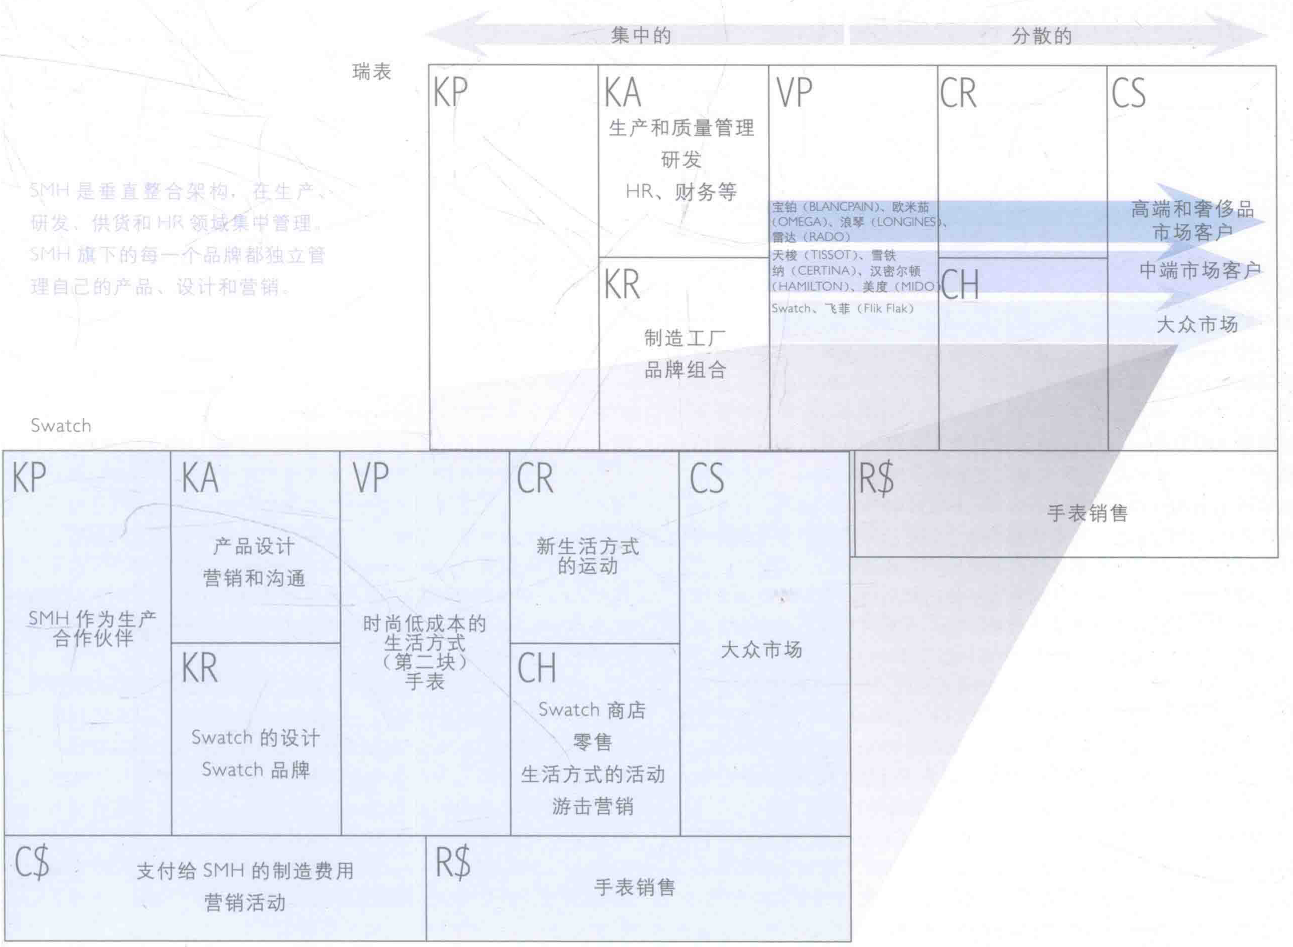 集中的
分散的
瑞表
KP
KA
生产和质量管理
研发
HR、财务等
KR
制造工厂
品牌组合
VP
宝铂（BLANCPAIN）、欧米茄
（OMEGA）、浪琴（LONGINES）、
雷达（RADO）
天梭（TISSOT）、雪铁
纳（CERTINA）、汉密尔顿
（HAMILTON）、美度（MIDO）
Swatch、飞菲（Flik Flak）
CR
CH
CS
高端和奢侈品
市场客户
中端市场客户
大众市场
R$
手表销售
SMH 是垂直整合架构，在生产、
研发、供货和 HR 领域集中管理。
SMH 旗下的每一个品牌都独立管
理自己的产品、设计和营销。
Swatch
KP
SMH 作为生产
合作伙伴
KA
产品设计
营销和沟通
KR
Swatch 的设计
Swatch 品牌
VP
时尚低成本的
生活方式
（第二块）
手表
CR
新生活方式
的运动
CH
Swatch 商店
零售
生活方式的活动
游击营销
CS
大众市场
C$
支付给 SMH 的制造费用
营销活动
R$
手表销售